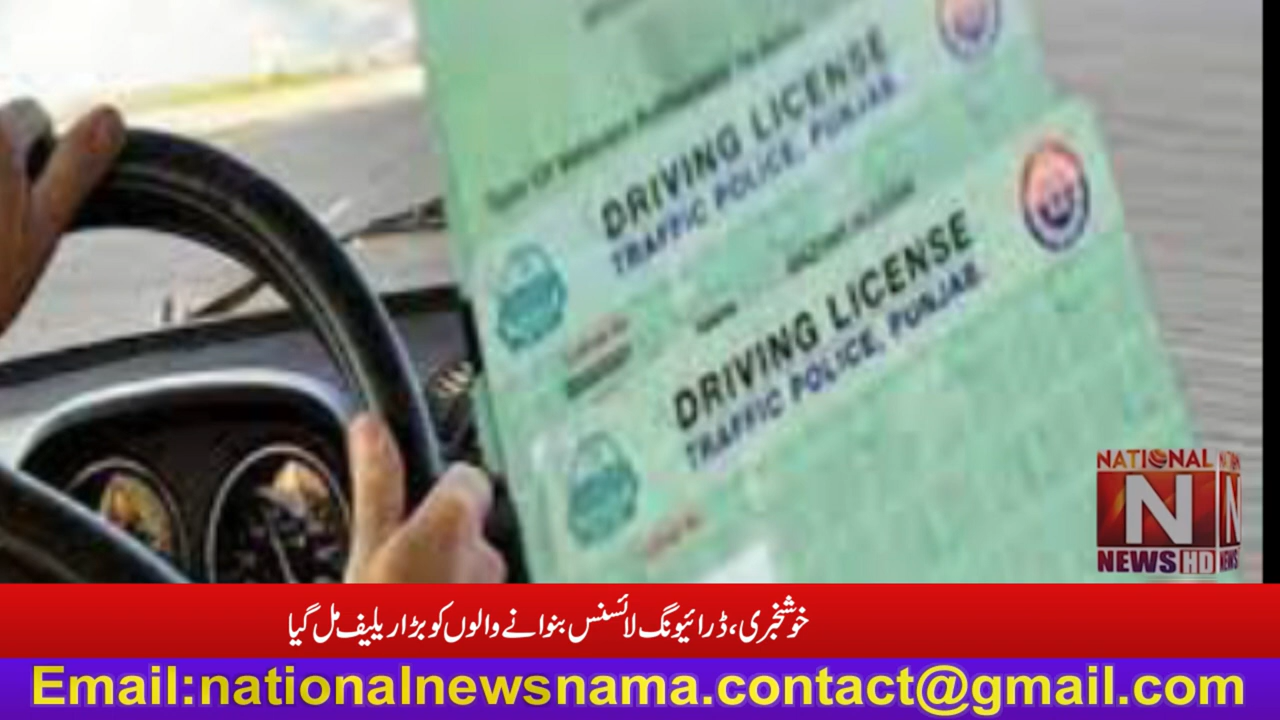 DRIVING LICENSE
TRAFFIC POLICE, PUNJAB.
DRIVING LICENSE
TRAFFIC POLICE, PUNJAB.
NATIONAL
N
NEWS HD
خوشخبری، ڈرائیونگ لائسنس بنوانے والوں کو بڑا ریلیف مل گیا
Email:nationalnewsnama.contact@gmail.com